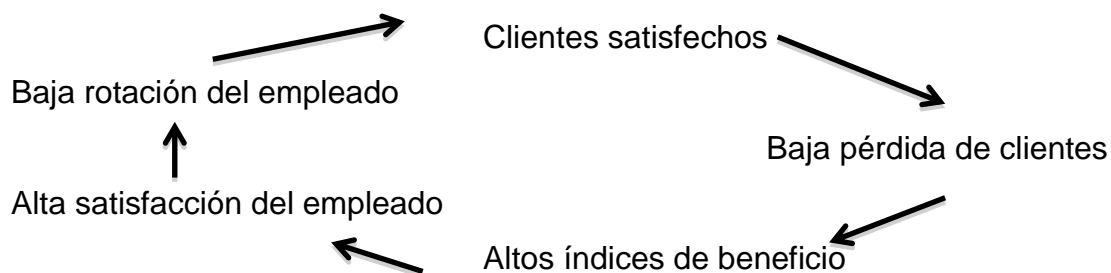 Clientes satisfechos
Baja rotación del empleado
Baja pérdida de clientes
Alta satisfacción del empleado
Altos índices de beneficio